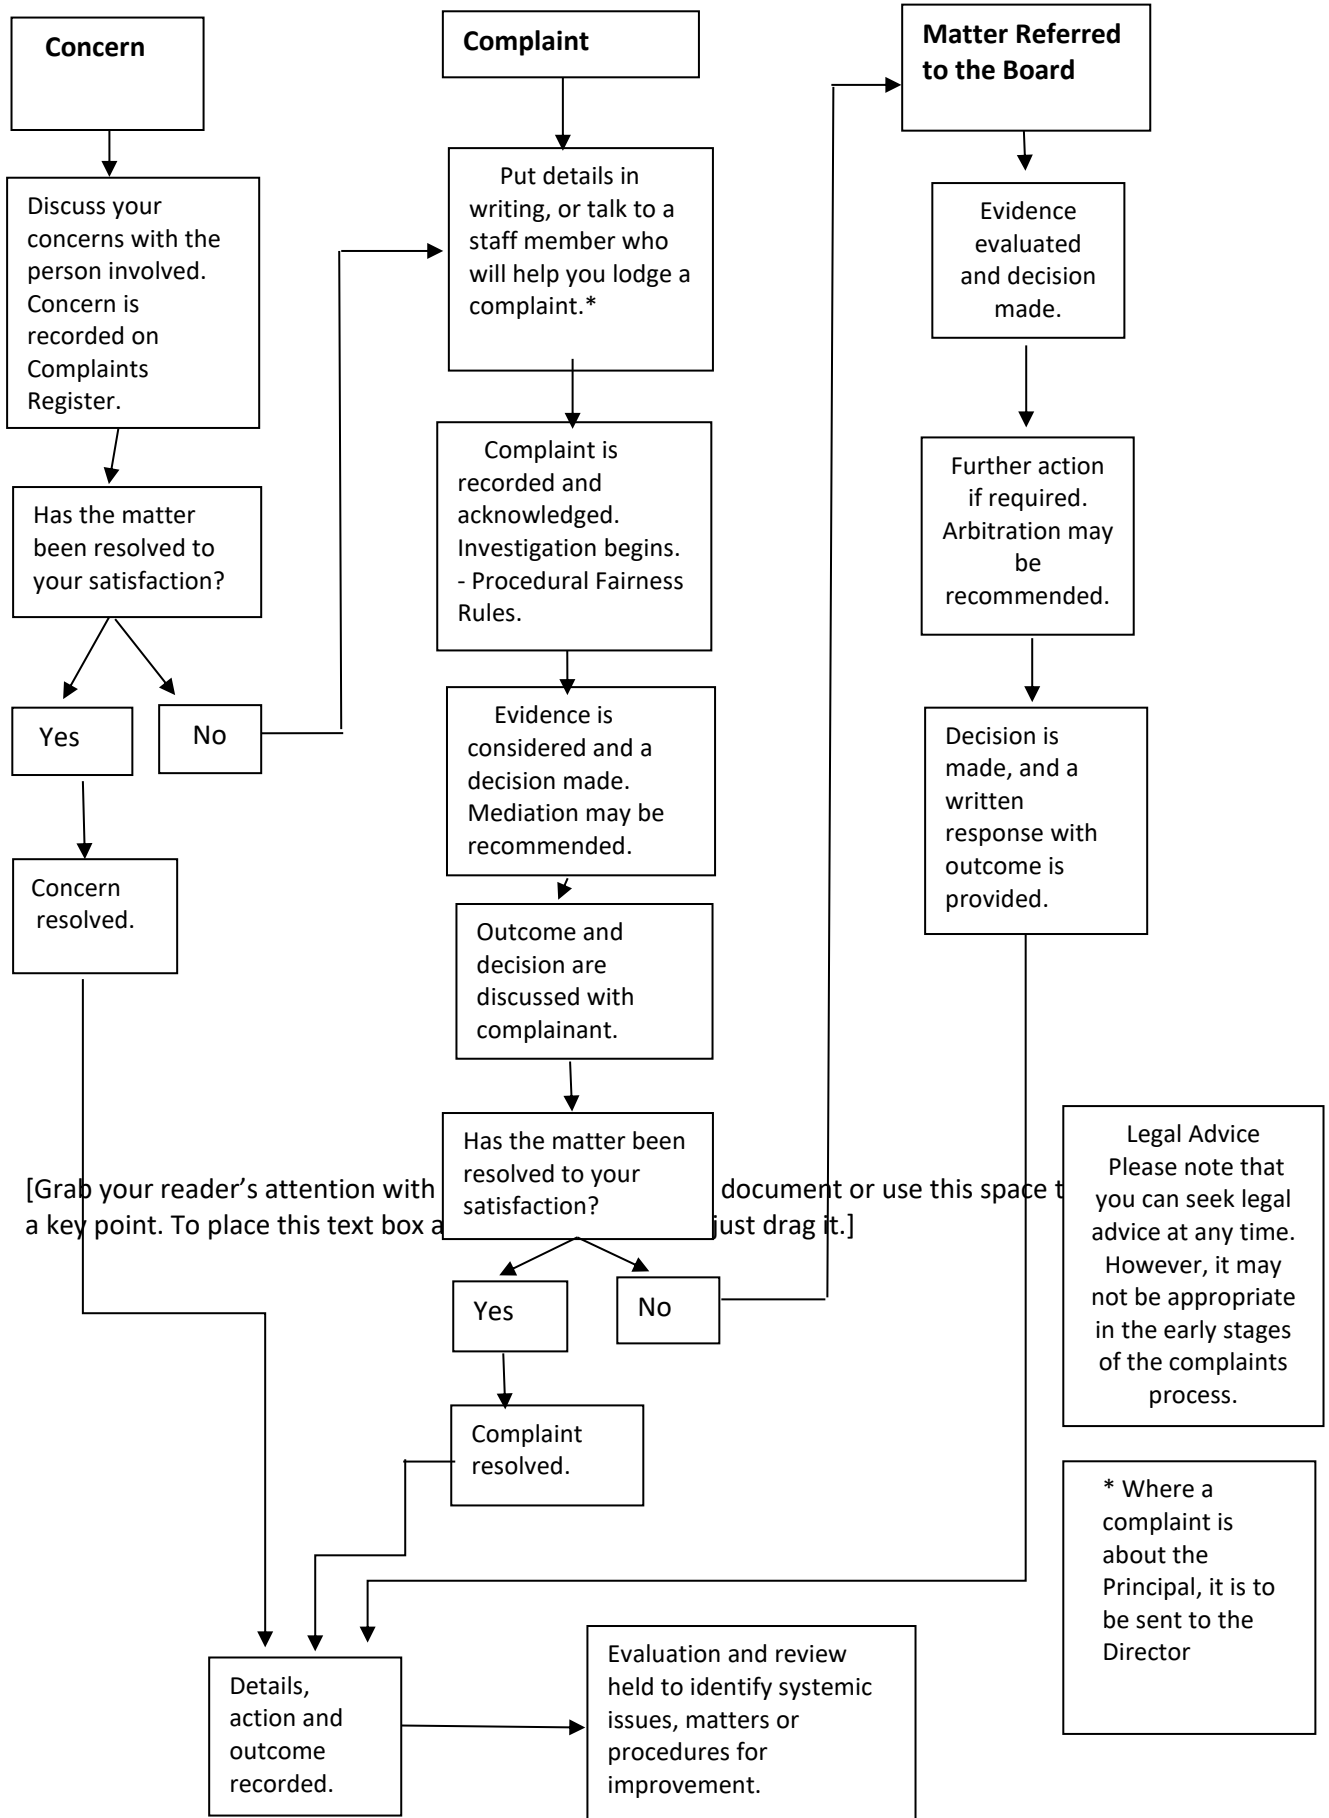 Concern
Discuss your
concerns with the
person involved.
Concern is
recorded on
Complaints
Register.
Has the matter
been resolved to
your satisfaction?
Yes
No
Concern
resolved.
Complaint
Put details in
writing, or talk to a
staff member who
will help you lodge a
complaint.*
Complaint is
recorded and
acknowledged.
Investigation begins.
- Procedural Fairness
Rules.
Evidence is
considered and a
decision made.
Mediation may be
recommended.
Outcome and
decision are
discussed with
complainant.
Has the matter been
resolved to your
satisfaction?
Yes
No
Complaint
resolved.
Matter Referred
to the Board
Evidence
evaluated
and decision
made.
Further action
if required.
Arbitration may
be
recommended.
Decision is
made, and a
written
response with
outcome is
provided.
[Grab your reader’s attention with document or use this space
a key point. To place this text box just drag it.]
Legal Advice
Please note that
you can seek legal
advice at any time.
However, it may
not be appropriate
in the early stages
of the complaints
process.
* Where a
complaint is
about the
Principal, it is to
be sent to the
Director
Details,
action and
outcome
recorded.
Evaluation and review
held to identify systemic
issues, matters or
procedures for
improvement.